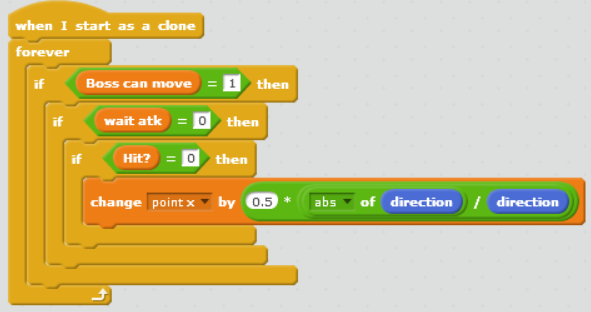 when I start as a clone
forever
if Boss can move = 1 then
if wait atk = 0 then
if Hit? = 0 then
change point x by 0.5 * abs of direction / direction